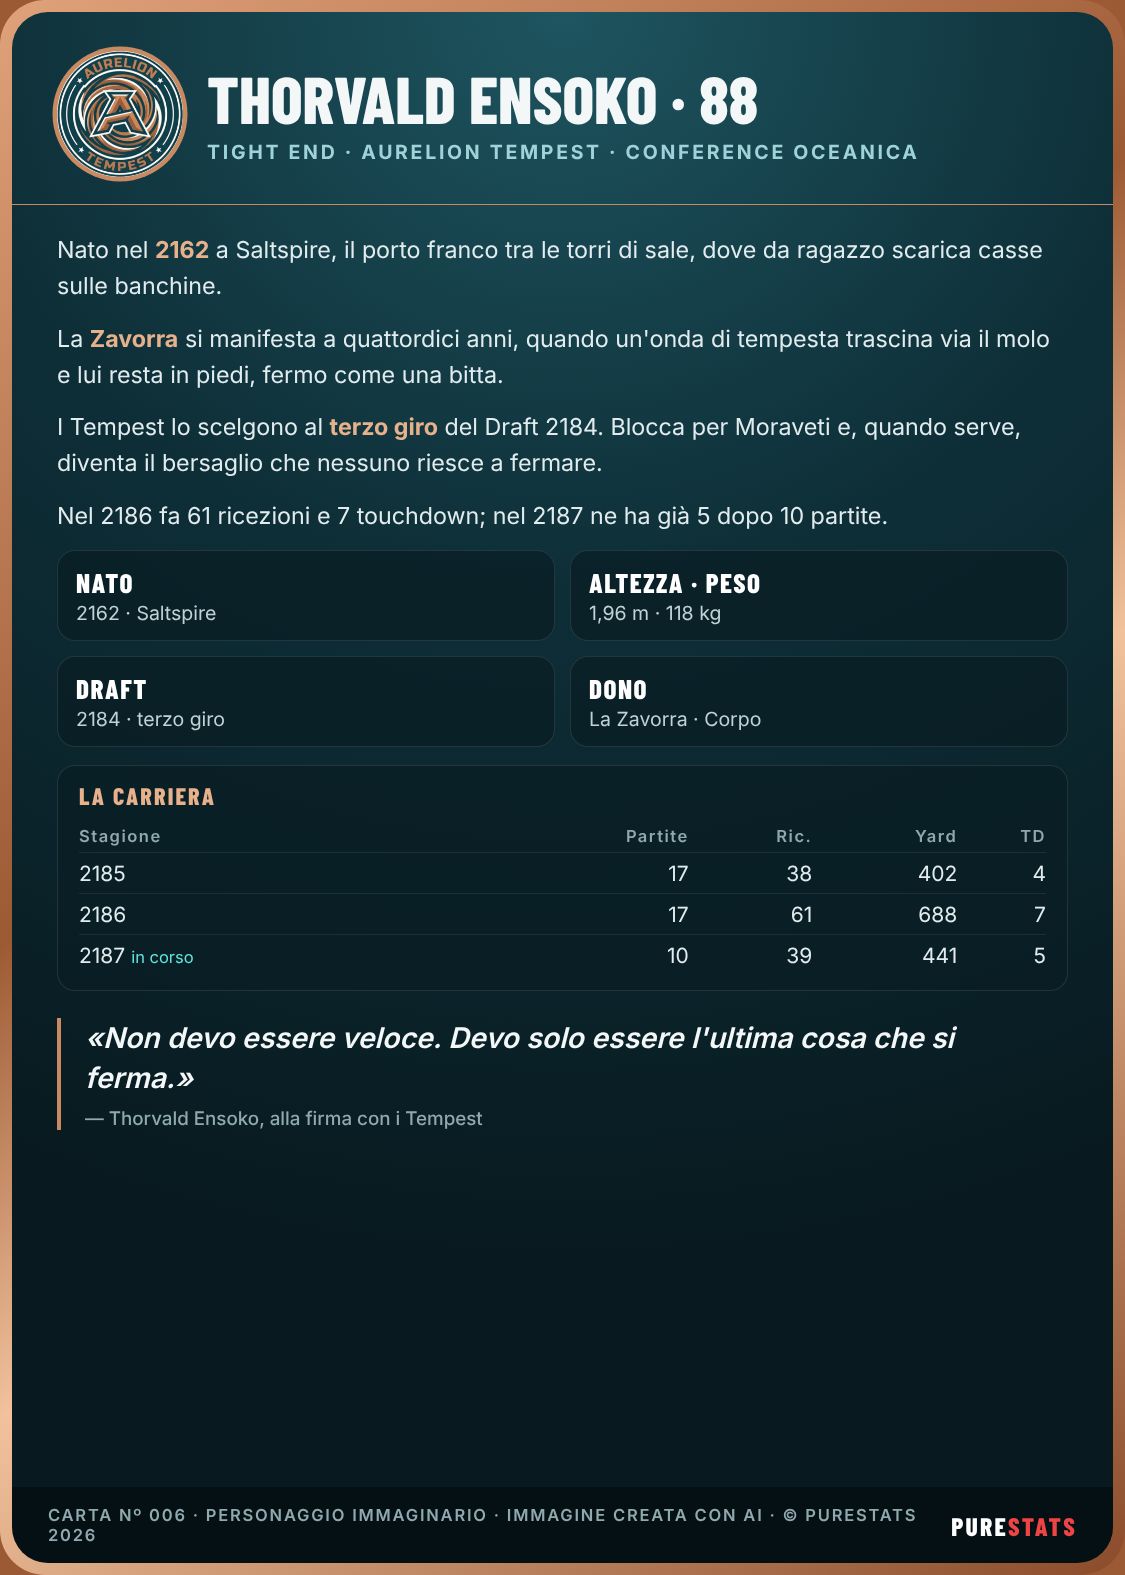 AURELION
A
TEMPEST
THORVALD ENSOKO · 88
TIGHT END · AURELION TEMPEST · CONFERENCE OCEANICA
Nato nel 2162 a Saltspire, il porto franco tra le torri di sale, dove da ragazzo scarica casse
sulle banchine.
La Zavorra si manifesta a quattordici anni, quando un'onda di tempesta trascina via il molo
e lui resta in piedi, fermo come una bitta.
I Tempest lo scelgono al terzo giro del Draft 2184. Blocca per Moraveti e, quando serve,
diventa il bersaglio che nessuno riesce a fermare.
Nel 2186 fa 61 ricezioni e 7 touchdown; nel 2187 ne ha già 5 dopo 10 partite.
NATO
2162 · Saltspire
ALTEZZA · PESO
1,96 m · 118 kg
DRAFT
2184 · terzo giro
DONO
La Zavorra · Corpo
LA CARRIERA
Stagione Partite Ric. Yard TD
2185 17 38 402 4
2186 17 61 688 7
2187 in corso 10 39 441 5
«Non devo essere veloce. Devo solo essere l'ultima cosa che si
ferma.»
— Thorvald Ensoko, alla firma con i Tempest
CARTA Nº 006 · PERSONAGGIO IMMAGINARIO · IMMAGINE CREATA CON AI · © PURESTATS
2026
PURESTATS